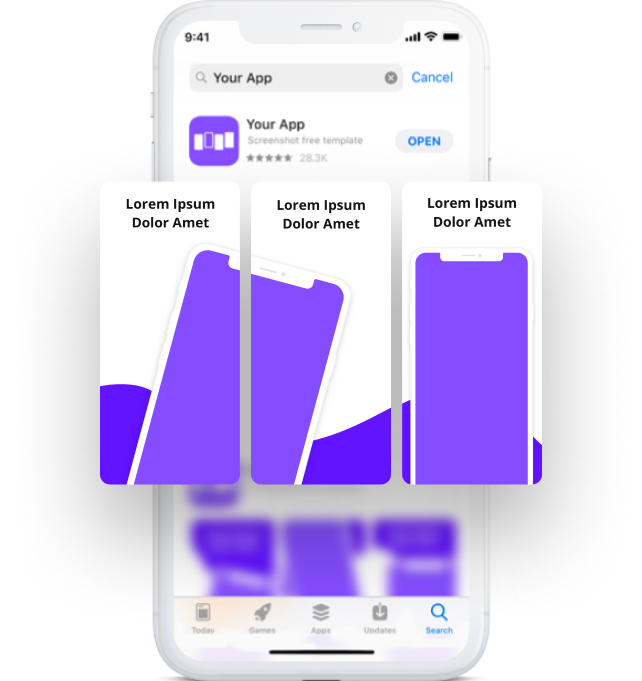 9:41
Your App
Cancel
Your App
Screenshot free template
28.3K
OPEN
Lorem Ipsum
Dolor Amet
Lorem Ipsum
Dolor Amet
Lorem Ipsum
Dolor Amet
Today
Games
Apps
Updates
Search